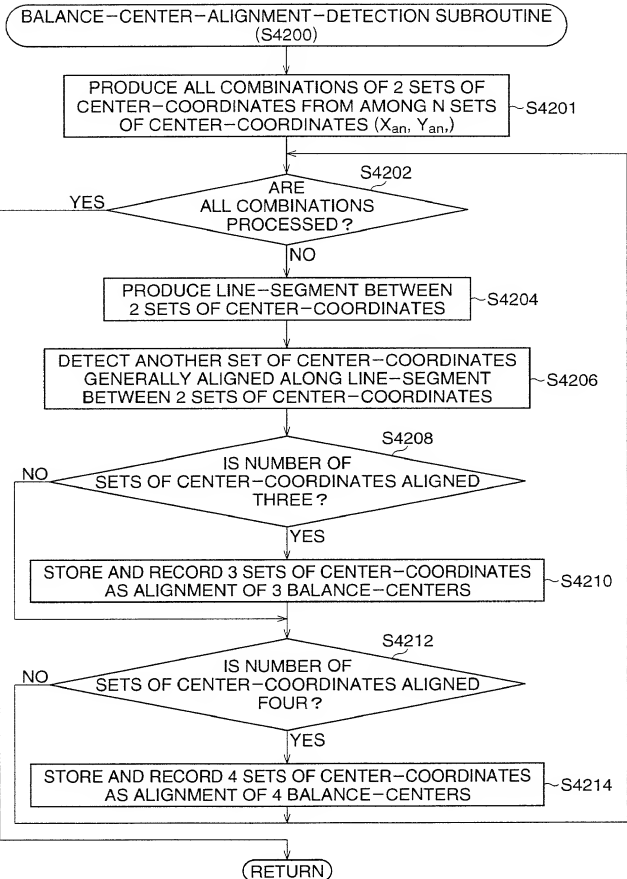 BALANCE-CENTER-ALIGNMENT-DETECTION SUBROUTINE
(S4200)
PRODUCE ALL COMBINATIONS OF 2 SETS OF
CENTER-COORDINATES FROM AMONG N SETS
OF CENTER-COORDINATES (Xan, Yan,)
S4201
S4202
ARE
ALL COMBINATIONS
PROCESSED?
YES
NO
PRODUCE LINE-SEGMENT BETWEEN
2 SETS OF CENTER-COORDINATES
S4204
DETECT ANOTHER SET OF CENTER-COORDINATES
GENERALLY ALIGNED ALONG LINE-SEGMENT
BETWEEN 2 SETS OF CENTER-COORDINATES
S4206
S4208
IS NUMBER OF
SETS OF CENTER-COORDINATES ALIGNED
THREE?
NO
YES
STORE AND RECORD 3 SETS OF CENTER-COORDINATES
AS ALIGNMENT OF 3 BALANCE-CENTERS
S4210
S4212
IS NUMBER OF
SETS OF CENTER-COORDINATES ALIGNED
FOUR?
NO
YES
STORE AND RECORD 4 SETS OF CENTER-COORDINATES
AS ALIGNMENT OF 4 BALANCE-CENTERS
S4214
RETURN